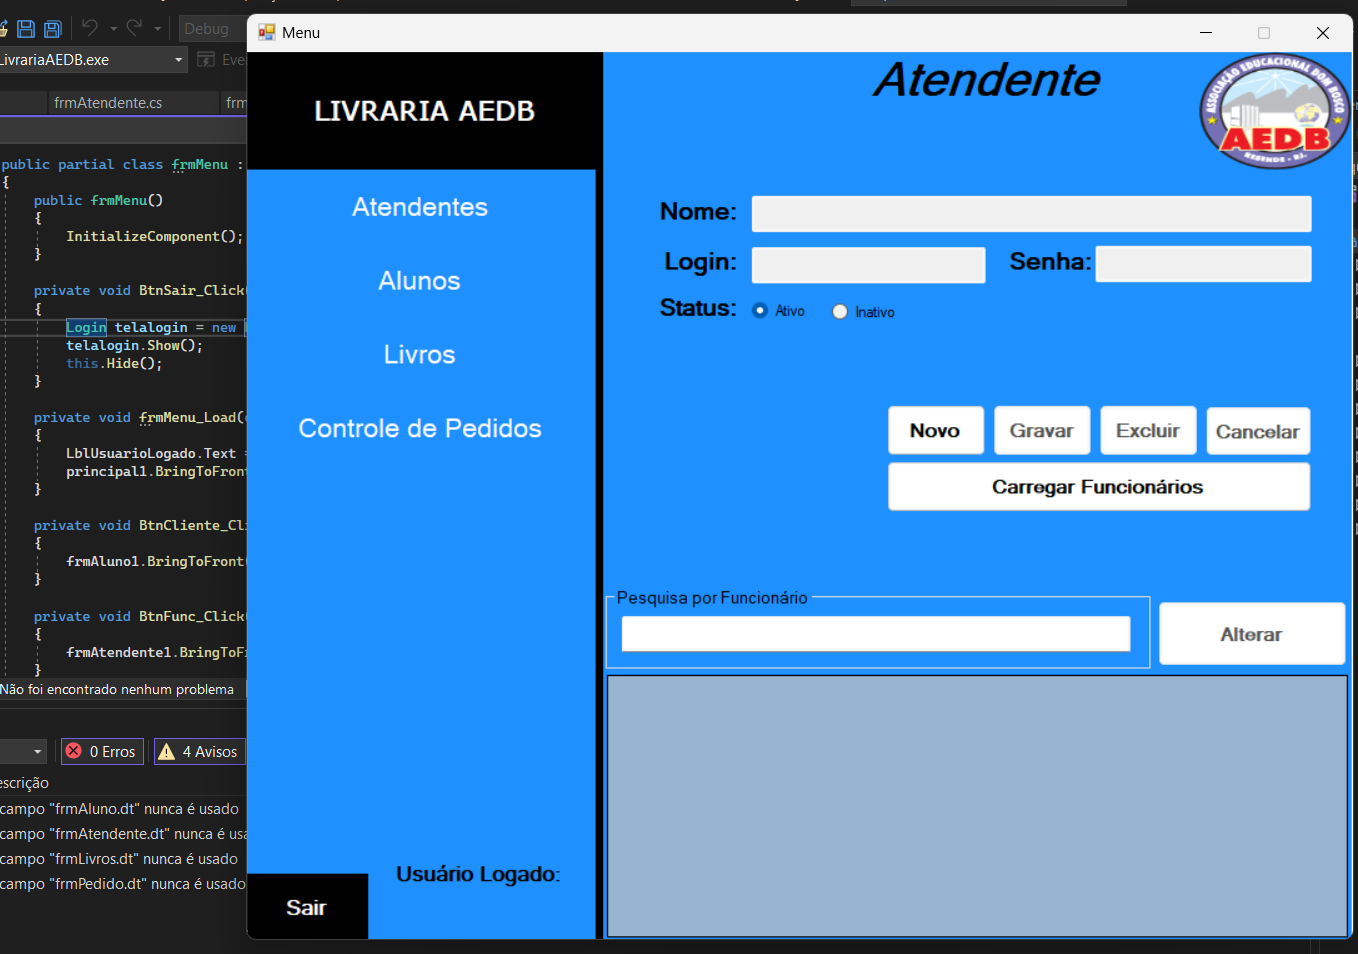 Debug
LivrariaAEDB.exe
Eve
frmAtendente.cs
frm
public partial class frmMenu :
{
public frmMenu()
{
InitializeComponent();
}
private void BtnSair_Click(
{
Login telalogin = new
telalogin.Show();
this.Hide();
}
private void frmMenu_Load(
{
LblUsuarioLogado.Text =
principal1.BringToFront
}
private void BtnCliente_Cl
{
frmAluno1.BringToFront(
}
private void BtnFunc_Click(
{
frmAtendente1.BringToF
}
Não foi encontrado nenhum problema
0 Erros
4 Avisos
escrição
campo "frmAluno.dt" nunca é usado
campo "frmAtendente.dt" nunca é usa
campo "frmLivros.dt" nunca é usado
campo "frmPedido.dt" nunca é usado
Menu
LIVRARIA AEDB
Atendentes
Alunos
Livros
Controle de Pedidos
Usuário Logado:
Sair
Atendente
ASSOCIAÇÃO EDUCACIONAL DOM BOSCO
AEDB
RESENDE - RJ.
Nome:
Login:
Senha:
Status:
Ativo
Inativo
Novo
Gravar
Excluir
Cancelar
Carregar Funcionários
Pesquisa por Funcionário
Alterar